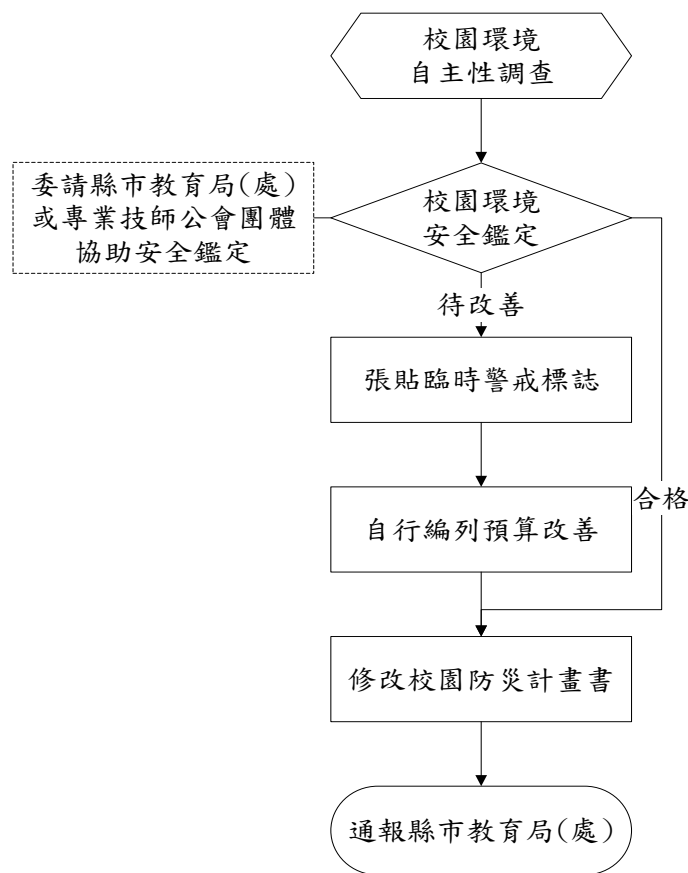 校園環境
自主性調查
委請縣市教育局(處)
或專業技師公會團體
協助安全鑑定
校園環境
安全鑑定
待改善
張貼臨時警戒標誌
合格
自行編列預算改善
修改校園防災計畫書
通報縣市教育局(處)